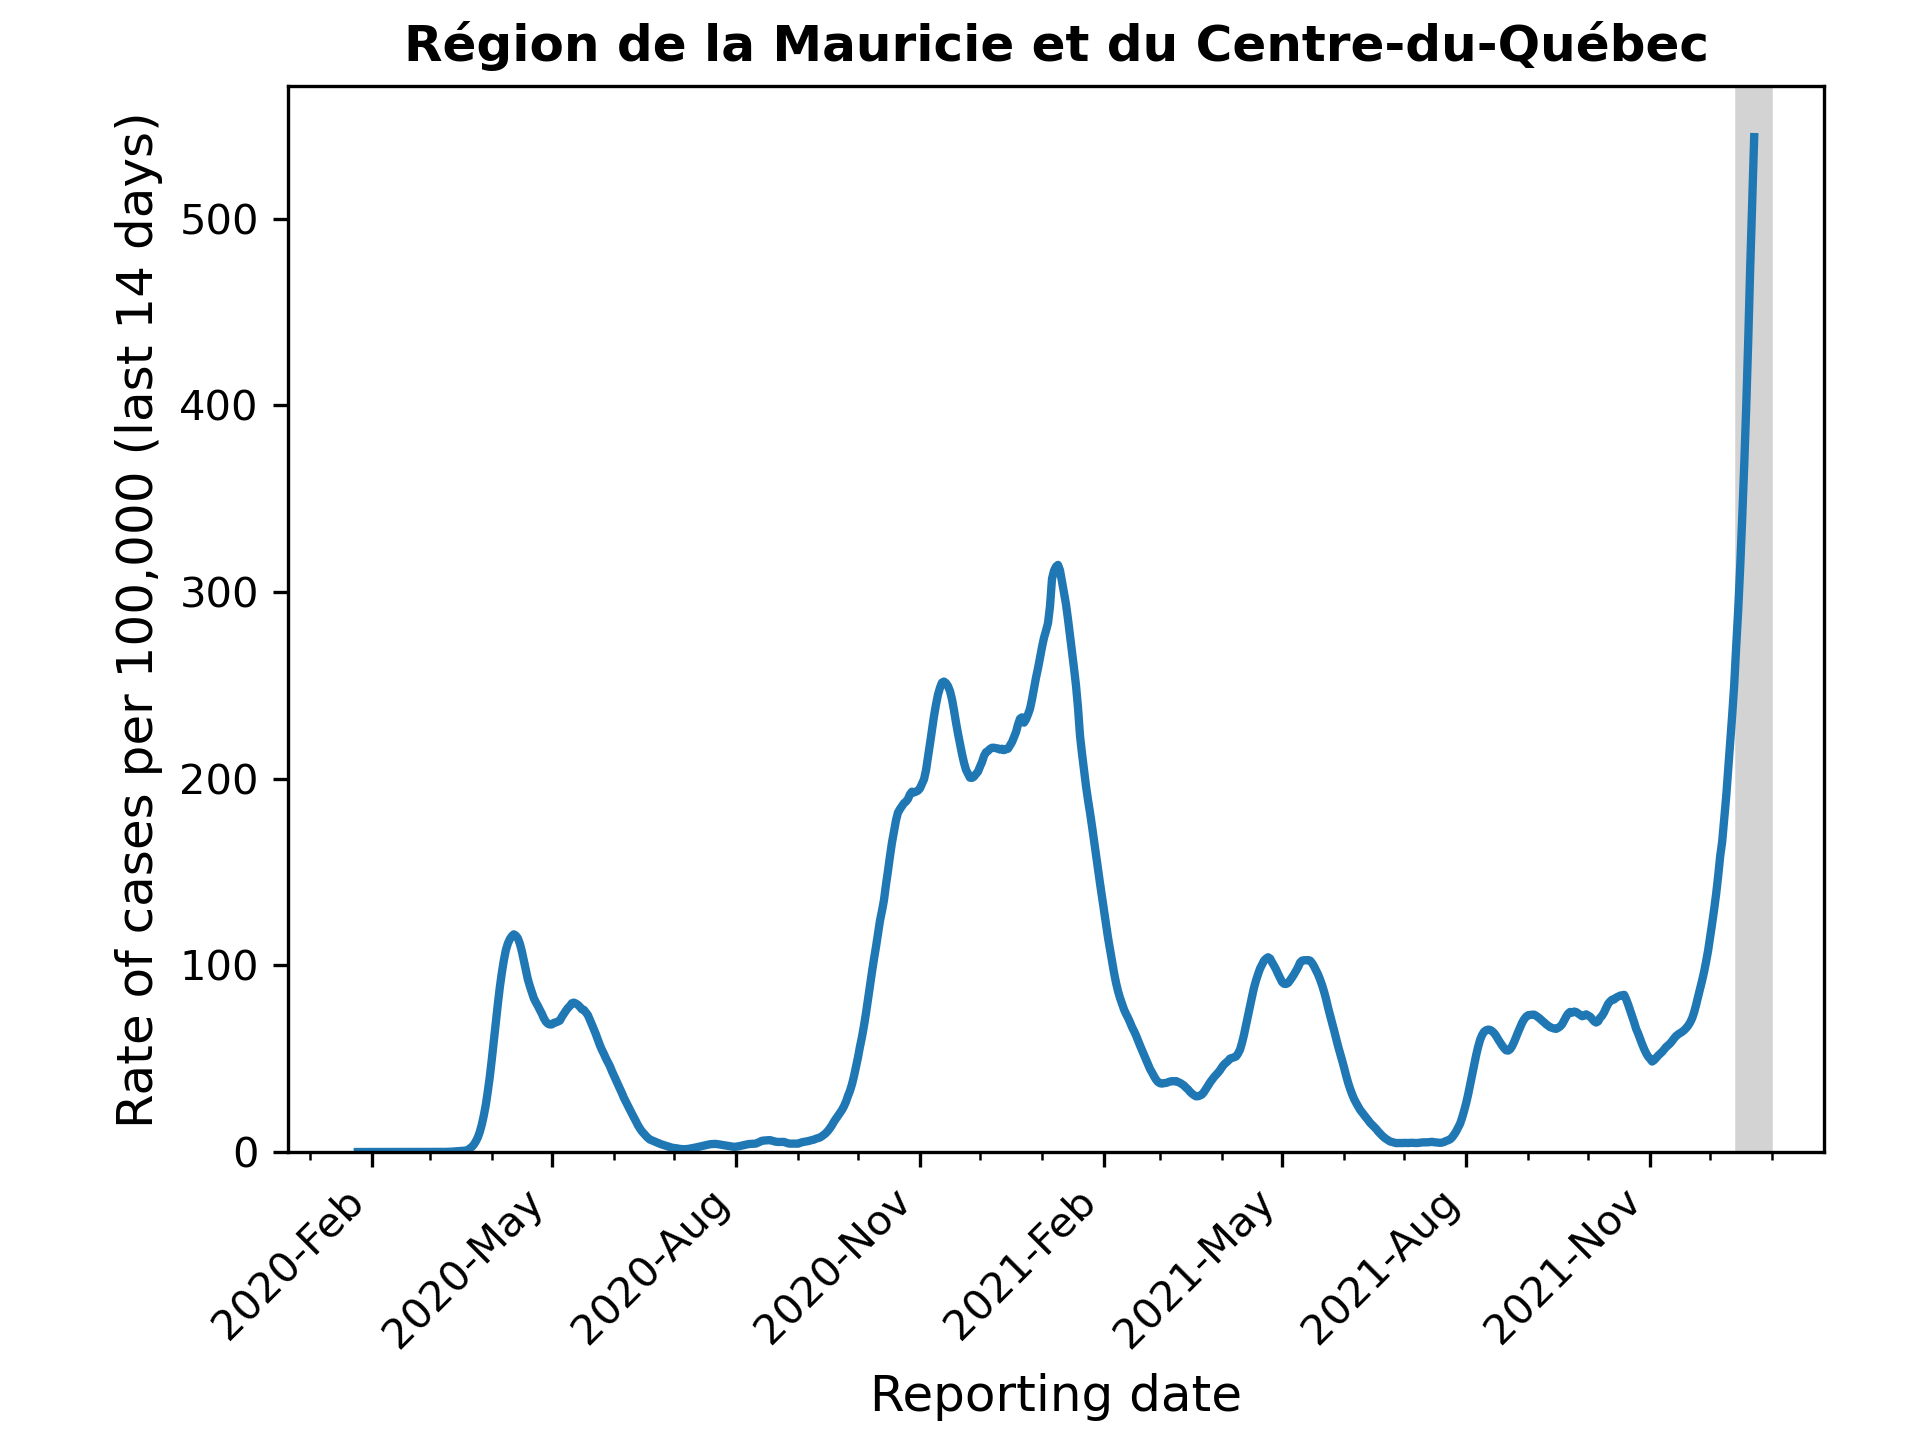 Région de la Mauricie et du Centre-du-Québec
Rate of cases per 100,000 (last 14 days)
500
400
300
200
100
0
2020-Feb
2020-May
2020-Aug
2020-Nov
2021-Feb
2021-May
2021-Aug
2021-Nov
Reporting date